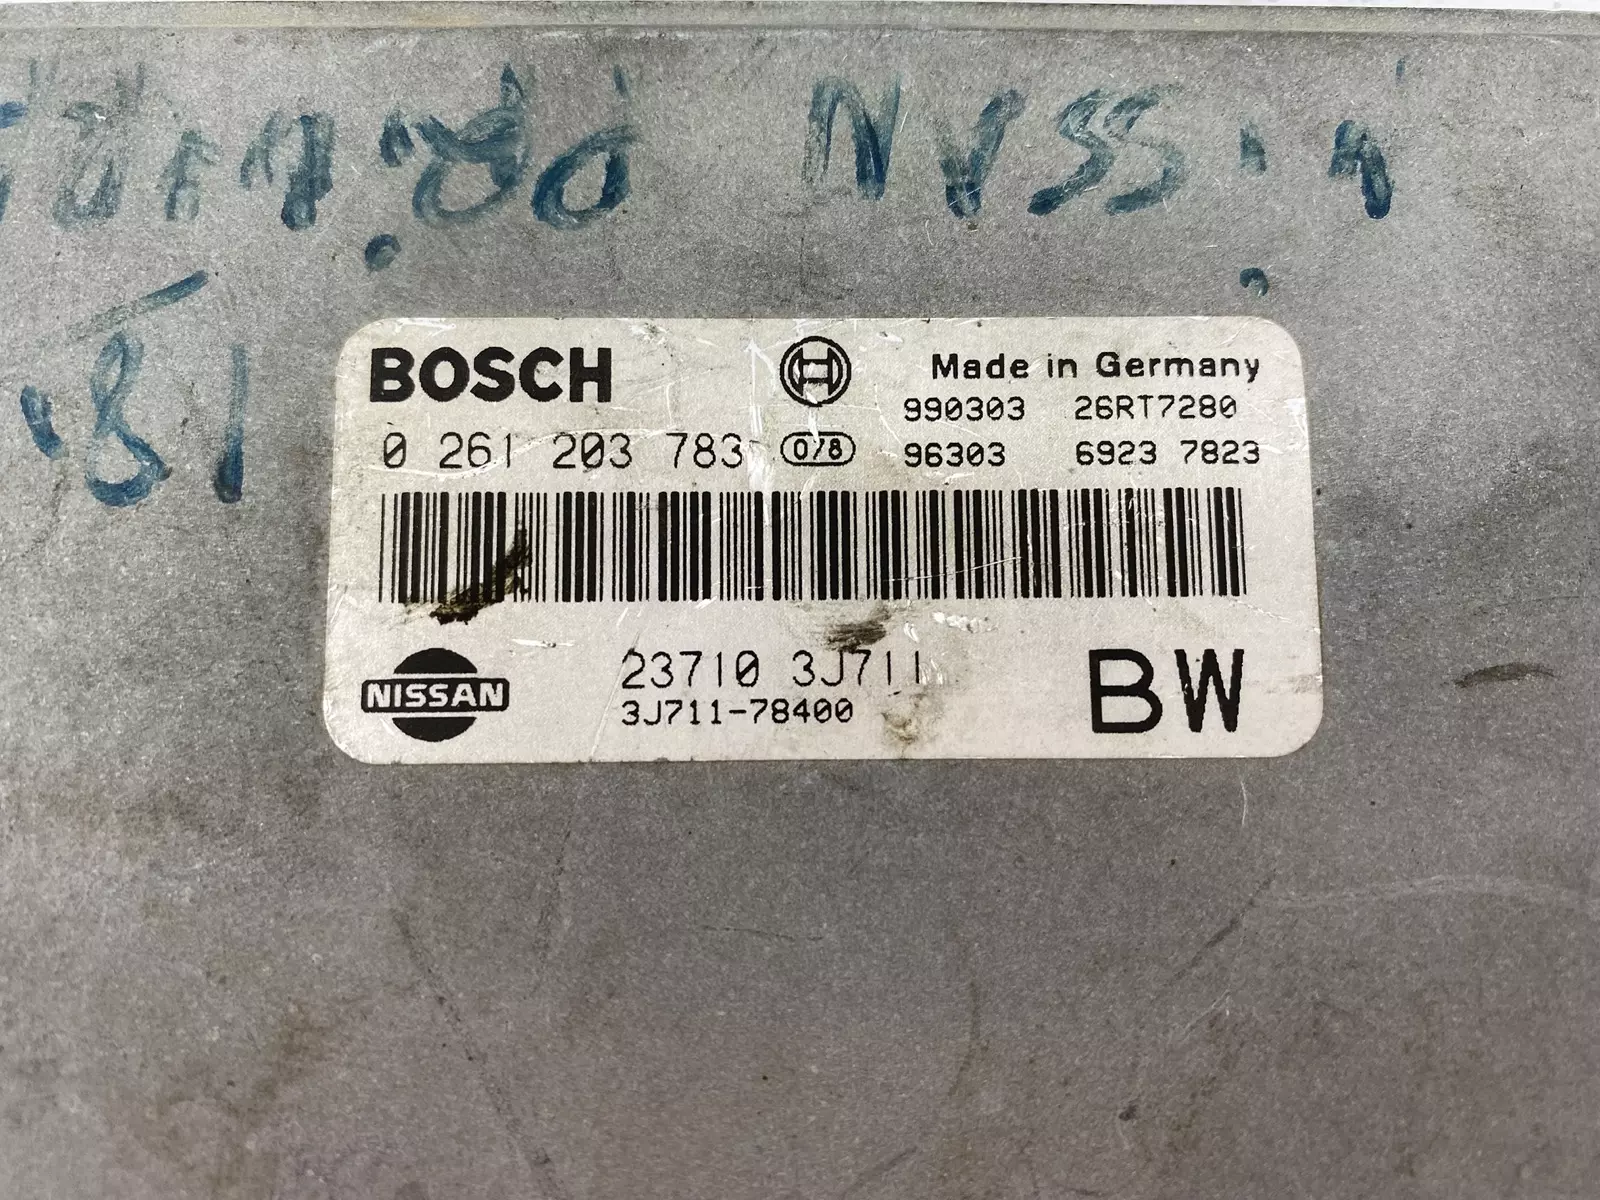 BOSCH
Made in Germany
990303 26RT7280
0 261 203 783 078 96303 6923 7823
NISSAN
23710 3J711
3J711-78400
BW